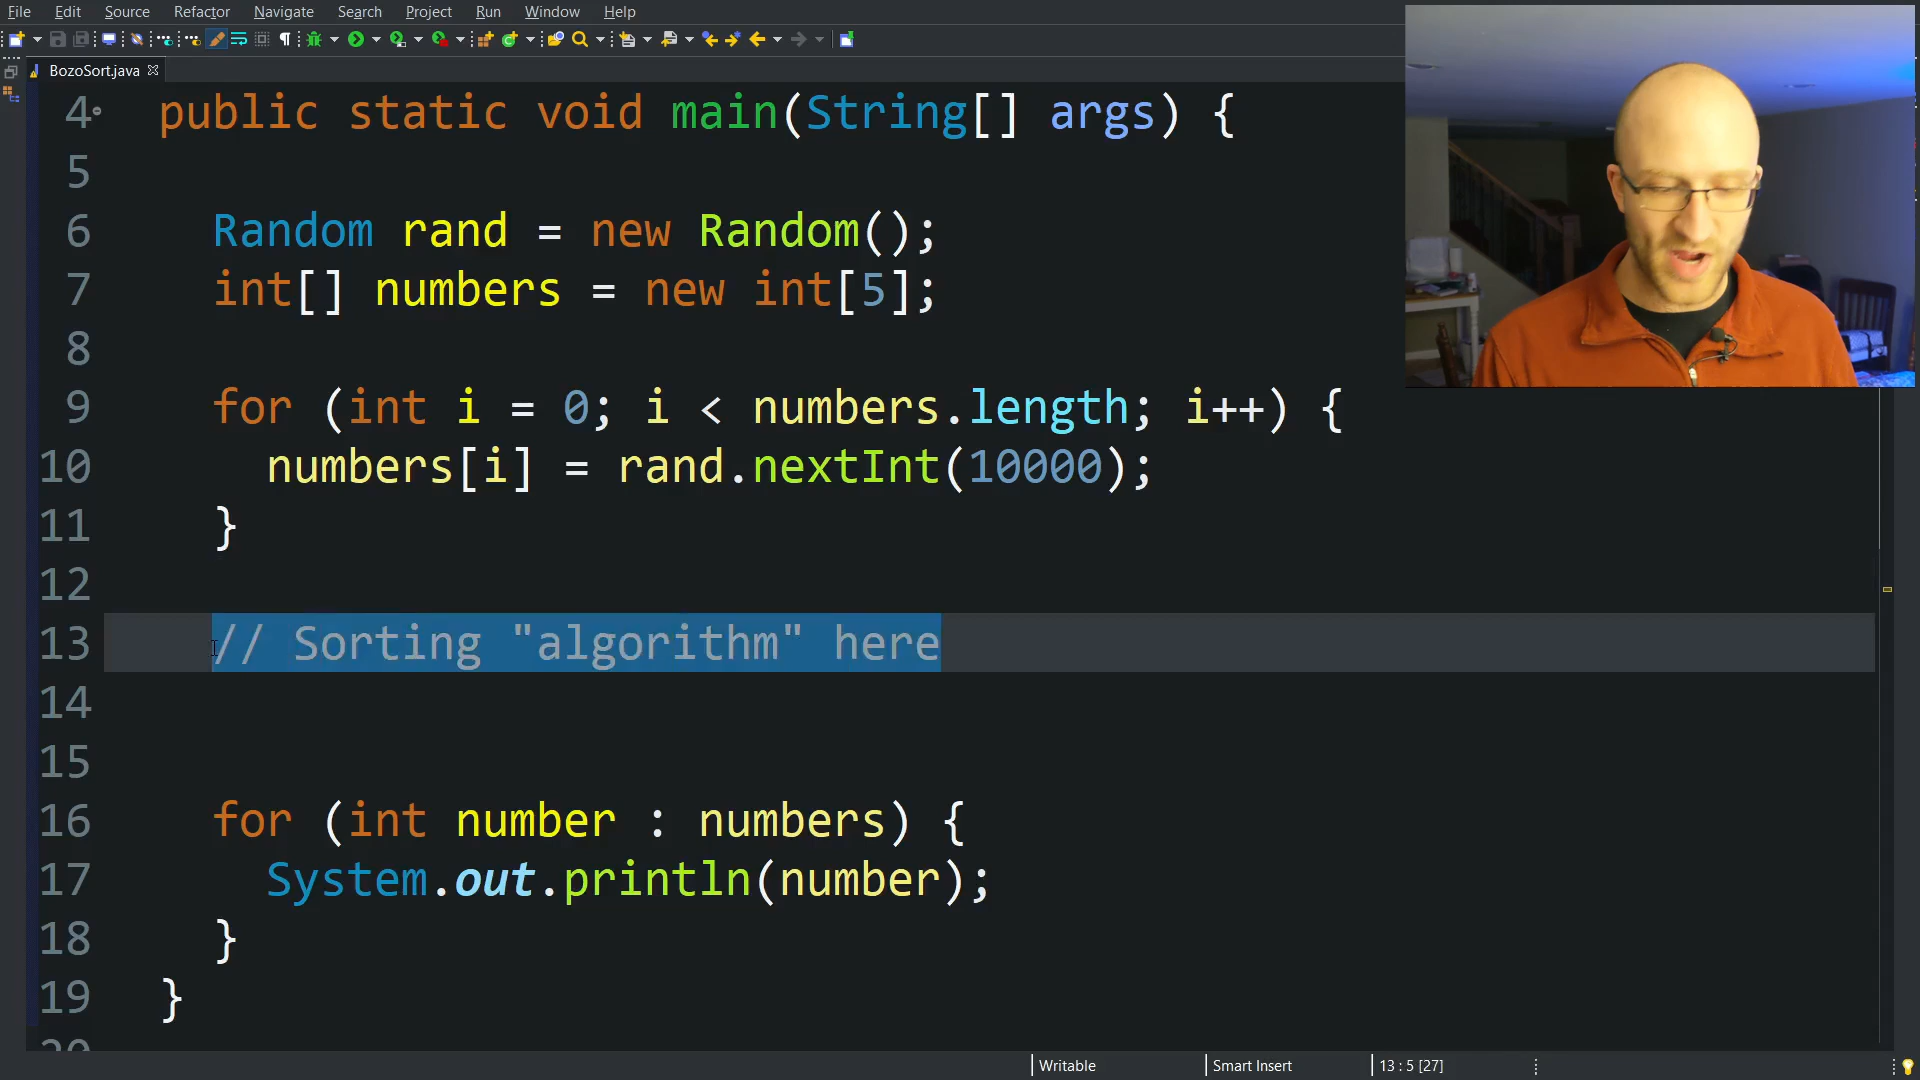 File Edit Source Refactor Navigate Search Project Run Window Help
BozoSort.java
4 public static void main(String[] args) {
5
6 Random rand = new Random();
7 int[] numbers = new int[5];
8
9 for (int i = 0; i < numbers.length; i++) {
10 numbers[i] = rand.nextInt(10000);
11 }
12
13 // Sorting "algorithm" here
14
15
16 for (int number : numbers) {
17 System.out.println(number);
18 }
19 }
20
Writable Smart Insert 13 : 5 [27]